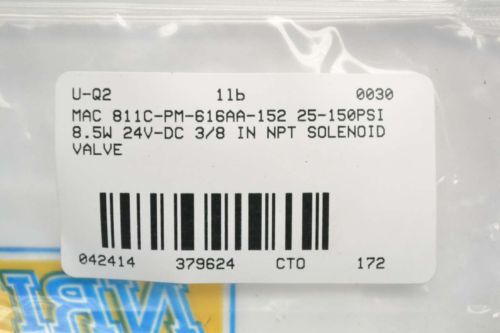 U-Q2 1lb 0030
MAC 811C-PM-616AA-152 25-150PSI
8.5W 24V-DC 3/8 IN NPT SOLENOID
VALVE
042414 379624 CTO 172
NRI